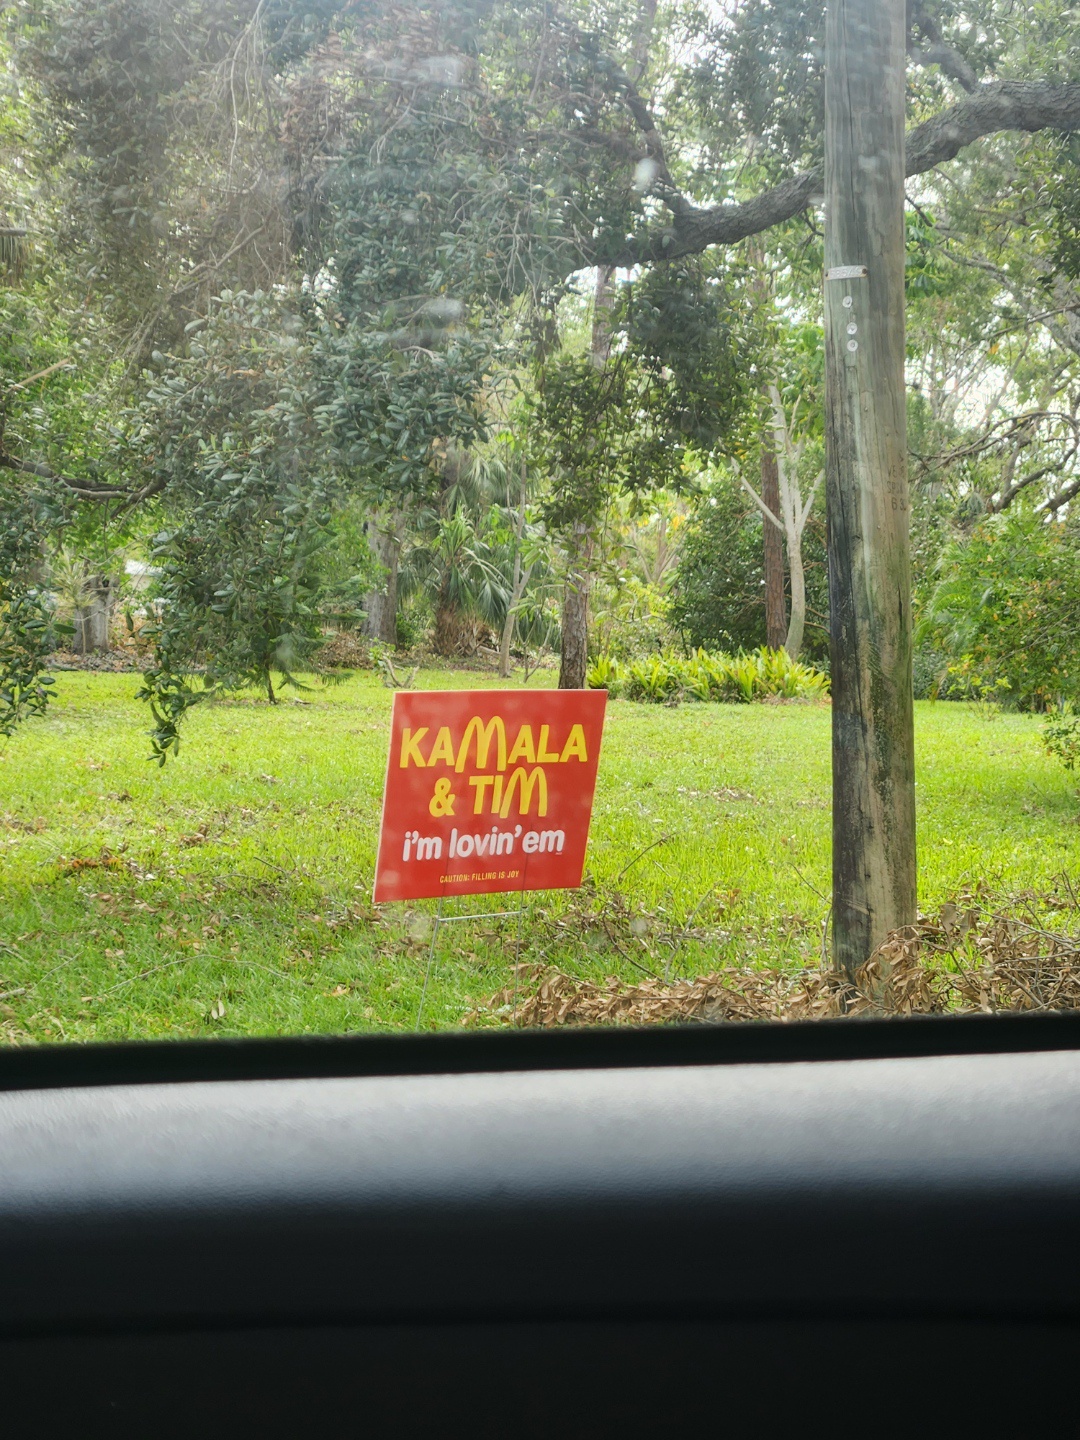 KAMALA
& TIM
i'm lovin' em
CAUTION: FILLING IS JOY